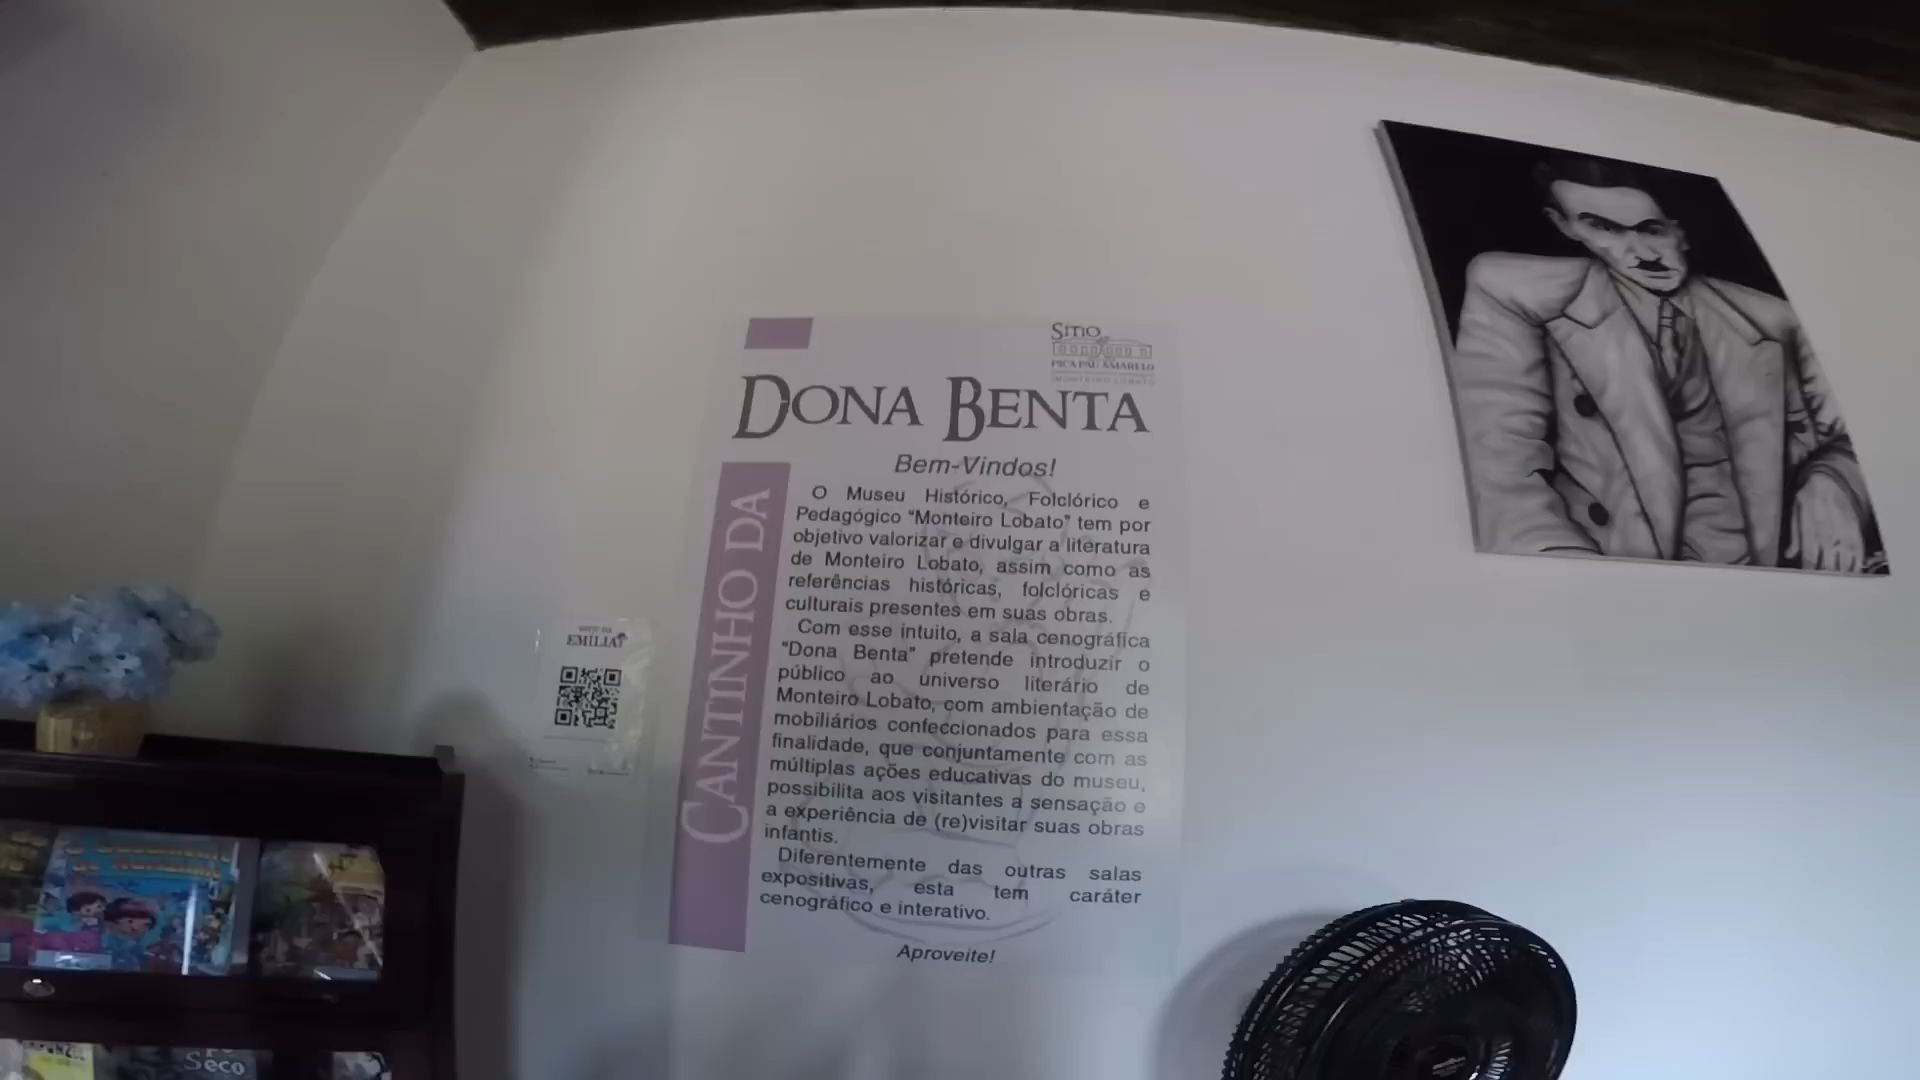 SÍTIO
PICA PAU AMARELO
MONTEIRO LOBATO
CANTINHO DA
DONA BENTA
Bem-Vindos!
O Museu Histórico, Folclórico e
Pedagógico “Monteiro Lobato” tem por
objetivo valorizar e divulgar a literatura
de Monteiro Lobato, assim como as
referências históricas, folclóricas e
culturais presentes em suas obras.
Com esse intuito, a sala cenográfica
“Dona Benta” pretende introduzir o
público ao universo literário de
Monteiro Lobato, com ambientação de
mobiliários confeccionados para essa
finalidade, que conjuntamente com as
múltiplas ações educativas do museu,
possibilita aos visitantes a sensação e
a experiência de (re)visitar suas obras
infantis.
Diferentemente das outras salas
expositivas, esta tem caráter
cenográfico e interativo.
Aproveite!
EMILIA
Seco